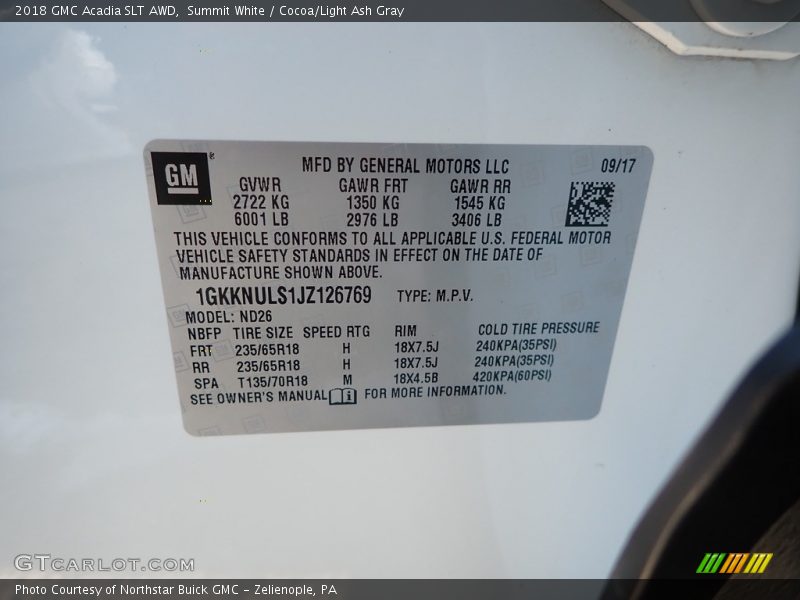 2018 GMC Acadia SLT AWD,  Summit White / Cocoa/Light Ash Gray
GM ®
MFD BY GENERAL MOTORS LLC 09/17
GVWR GAWR FRT GAWR RR
2722 KG 1350 KG 1545 KG
6001 LB 2976 LB 3406 LB
THIS VEHICLE CONFORMS TO ALL APPLICABLE U.S. FEDERAL MOTOR
VEHICLE SAFETY STANDARDS IN EFFECT ON THE DATE OF
MANUFACTURE SHOWN ABOVE.
1GKKNULS1JZ126769 TYPE: M.P.V.
MODEL: ND26
NBFP TIRE SIZE SPEED RTG RIM COLD TIRE PRESSURE
FRT 235/65R18 H 18X7.5J 240KPA(35PSI)
RR 235/65R18 H 18X7.5J 240KPA(35PSI)
SPA T135/70R18 M 18X4.5B 420KPA(60PSI)
SEE OWNER'S MANUAL FOR MORE INFORMATION.
GTCARLOT.COM
Photo Courtesy of Northstar Buick GMC - Zelienople, PA